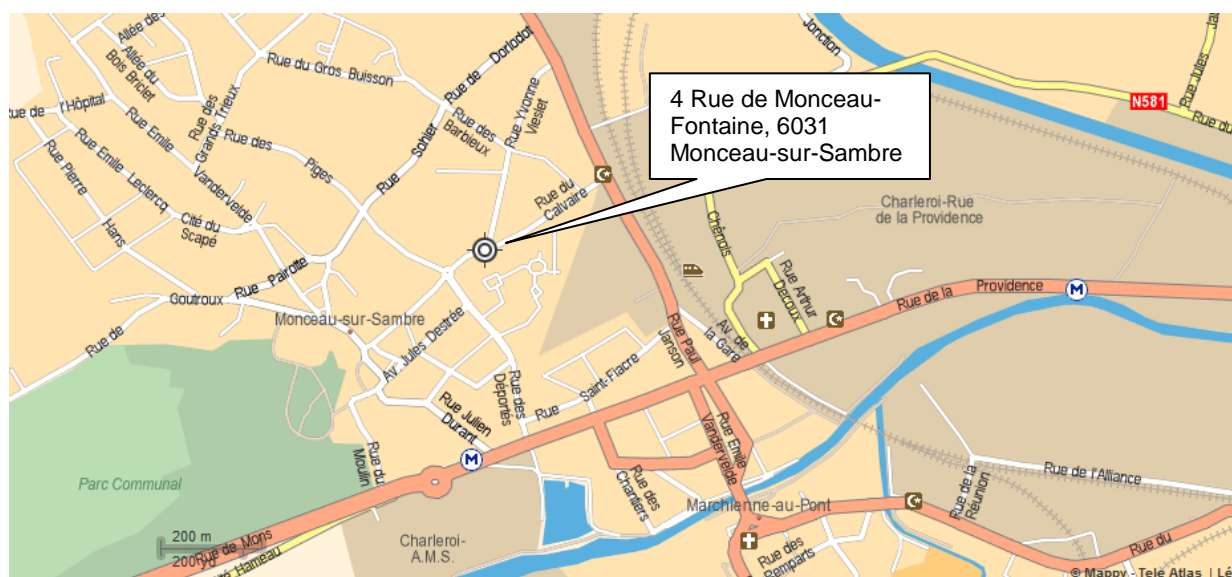 Allée des
Allée du
Bois Briclet
Rue du Gros Buisson
Rue de Dorlodot
Jonction
Rue Jules
N581
Rue du
4 Rue de Monceau-
Fontaine, 6031
Monceau-sur-Sambre
Rue de l'Hôpital
Rue des
Grands Trieux
Rue Emile
Vandervelde
Rue des Piges
Rue Sohier
Rue des
Barbieux
Rue Yvonne
Vieslet
Rue du
Calvaire
Rue Pierre
Hans
Rue Emile Leclercq
Cité du
Scapé
Chênois
Charleroi-Rue
de la Providence
Rue Arthur
Decoux
Rue de la Providence
M
Rue Pairotte
Rue de Goutroux
Monceau-sur-Sambre
Av. Jules Destrée
Rue des
Déportés
Rue Saint-Fiacre
Rue Paul
Janson
Av. de
la Gare
Rue Julien
Durant
M
Rue du
Moulin
Rue Emile
Vandervelde
Rue des
Chantiers
Rue de l'Alliance
Rue de la
Réunion
Parc Communal
Marchienne-au-Pont
200 m
200 yd
Rue de Mons
Hameau
Charleroi-
A.M.S.
Rue des
Remparts
Rue du
© Mappy - Tele Atlas | Lé